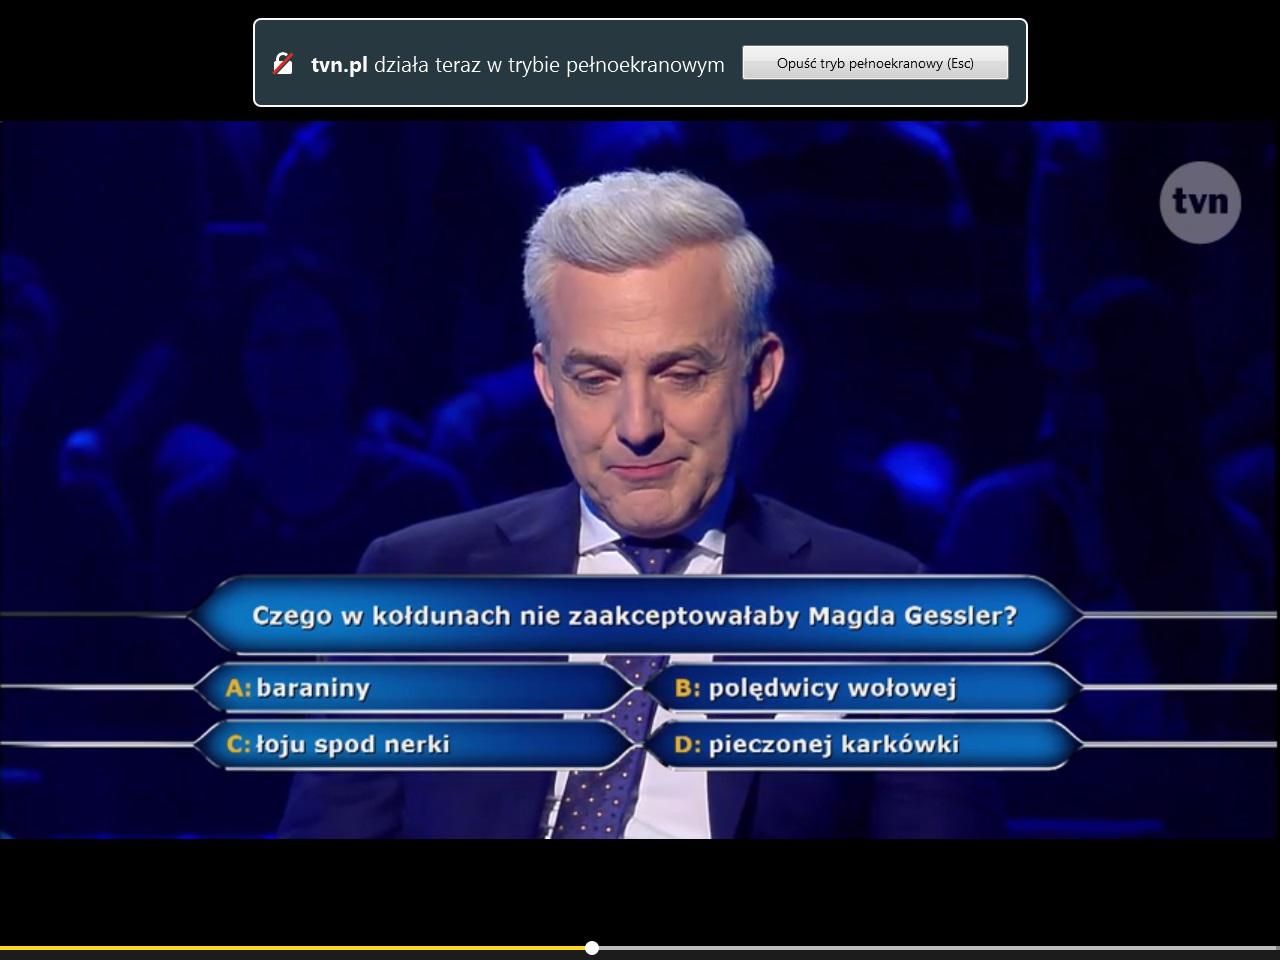 tvn.pl działa teraz w trybie pełnoekranowym
Opuść tryb pełnoekranowy (Esc)
tvn
Czego w kołdunach nie zaakceptowałaby Magda Gessler?
A: baraniny
B: polędwicy wołowej
C: łoju spod nerki
D: pieczonej karkówki